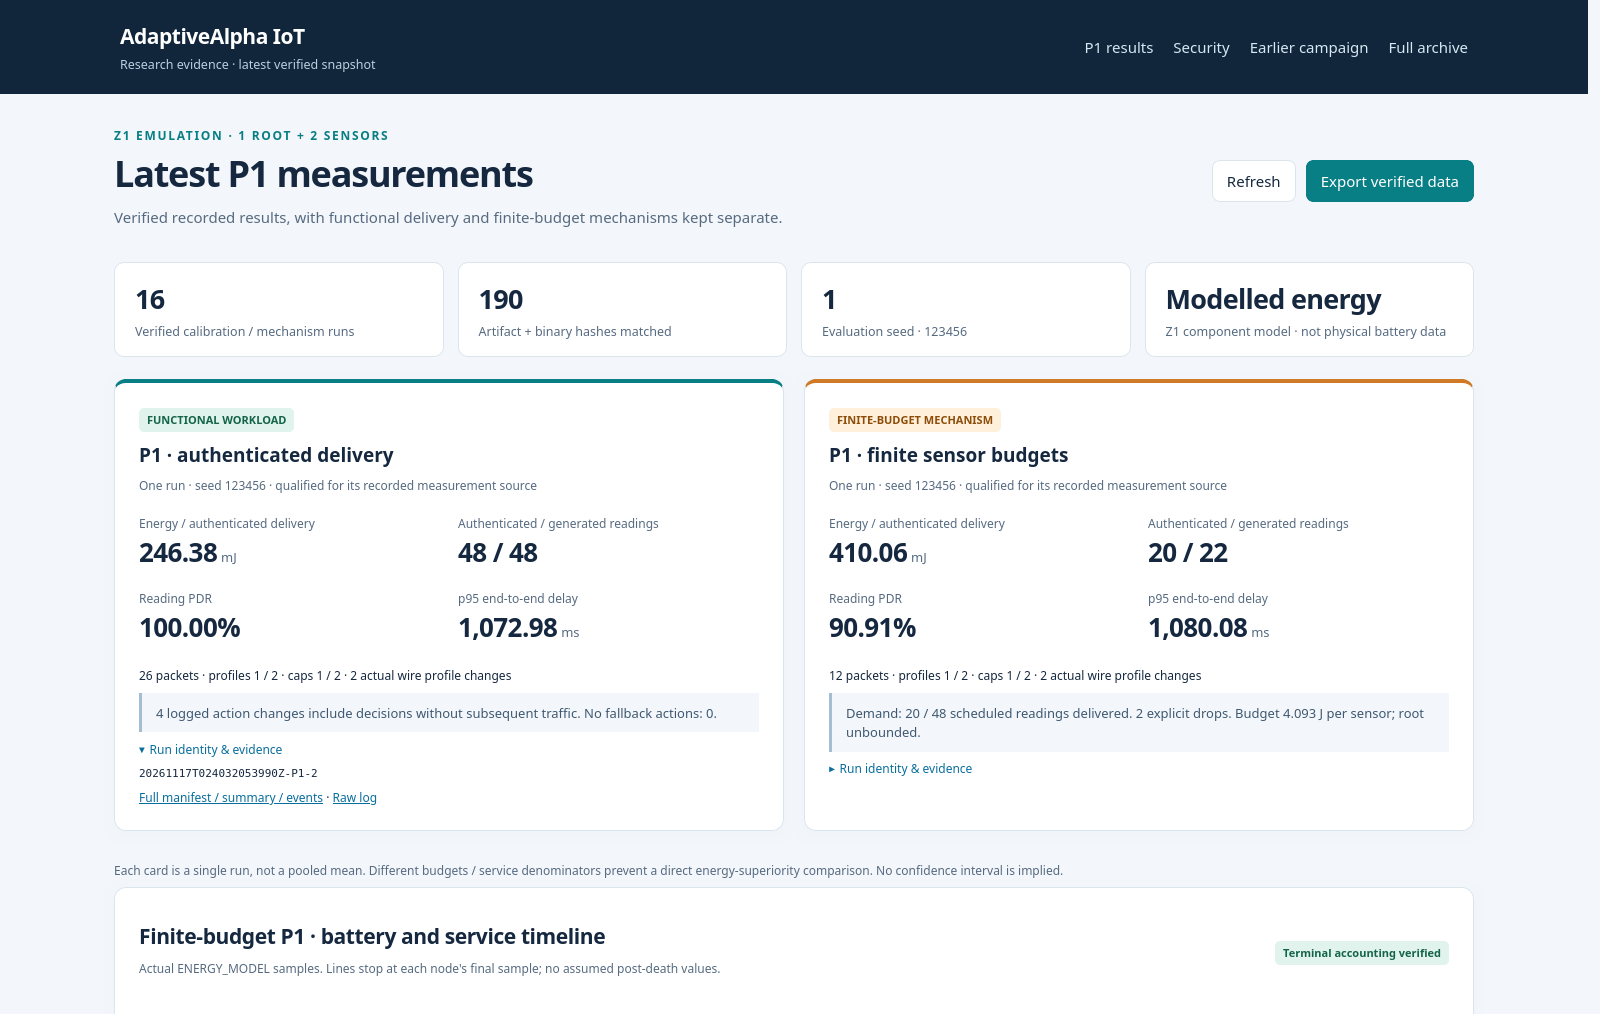 AdaptiveAlpha IoT
Research evidence · latest verified snapshot
P1 results Security Earlier campaign Full archive
Z1 EMULATION · 1 ROOT + 2 SENSORS
Latest P1 measurements
Verified recorded results, with functional delivery and finite-budget mechanisms kept separate.
Refresh Export verified data
16
Verified calibration / mechanism runs
190
Artifact + binary hashes matched
1
Evaluation seed · 123456
Modelled energy
Z1 component model · not physical battery data
FUNCTIONAL WORKLOAD
P1 · authenticated delivery
One run · seed 123456 · qualified for its recorded measurement source
Energy / authenticated delivery
246.38 mJ
Authenticated / generated readings
48 / 48
Reading PDR
100.00%
p95 end-to-end delay
1,072.98 ms
26 packets · profiles 1 / 2 · caps 1 / 2 · 2 actual wire profile changes
4 logged action changes include decisions without subsequent traffic. No fallback actions: 0.
▾ Run identity & evidence
20261117T024032053990Z-P1-2
Full manifest / summary / events · Raw log
FINITE-BUDGET MECHANISM
P1 · finite sensor budgets
One run · seed 123456 · qualified for its recorded measurement source
Energy / authenticated delivery
410.06 mJ
Authenticated / generated readings
20 / 22
Reading PDR
90.91%
p95 end-to-end delay
1,080.08 ms
12 packets · profiles 1 / 2 · caps 1 / 2 · 2 actual wire profile changes
Demand: 20 / 48 scheduled readings delivered. 2 explicit drops. Budget 4.093 J per sensor; root
unbounded.
▸ Run identity & evidence
Each card is a single run, not a pooled mean. Different budgets / service denominators prevent a direct energy-superiority comparison. No confidence interval is implied.
Finite-budget P1 · battery and service timeline
Actual ENERGY_MODEL samples. Lines stop at each node's final sample; no assumed post-death values.
Terminal accounting verified